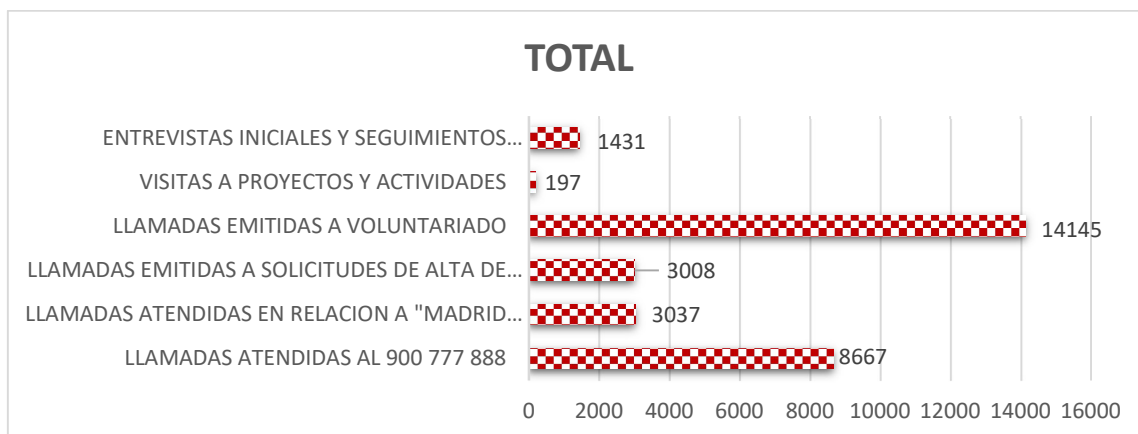 TOTAL
ENTREVISTAS INICIALES Y SEGUIMIENTOS...
1431
VISITAS A PROYECTOS Y ACTIVIDADES
197
LLAMADAS EMITIDAS A VOLUNTARIADO
14145
LLAMADAS EMITIDAS A SOLICITUDES DE ALTA DE...
3008
LLAMADAS ATENDIDAS EN RELACION A "MADRID...
3037
LLAMADAS ATENDIDAS AL 900 777 888
8667
0 2000 4000 6000 8000 10000 12000 14000 16000